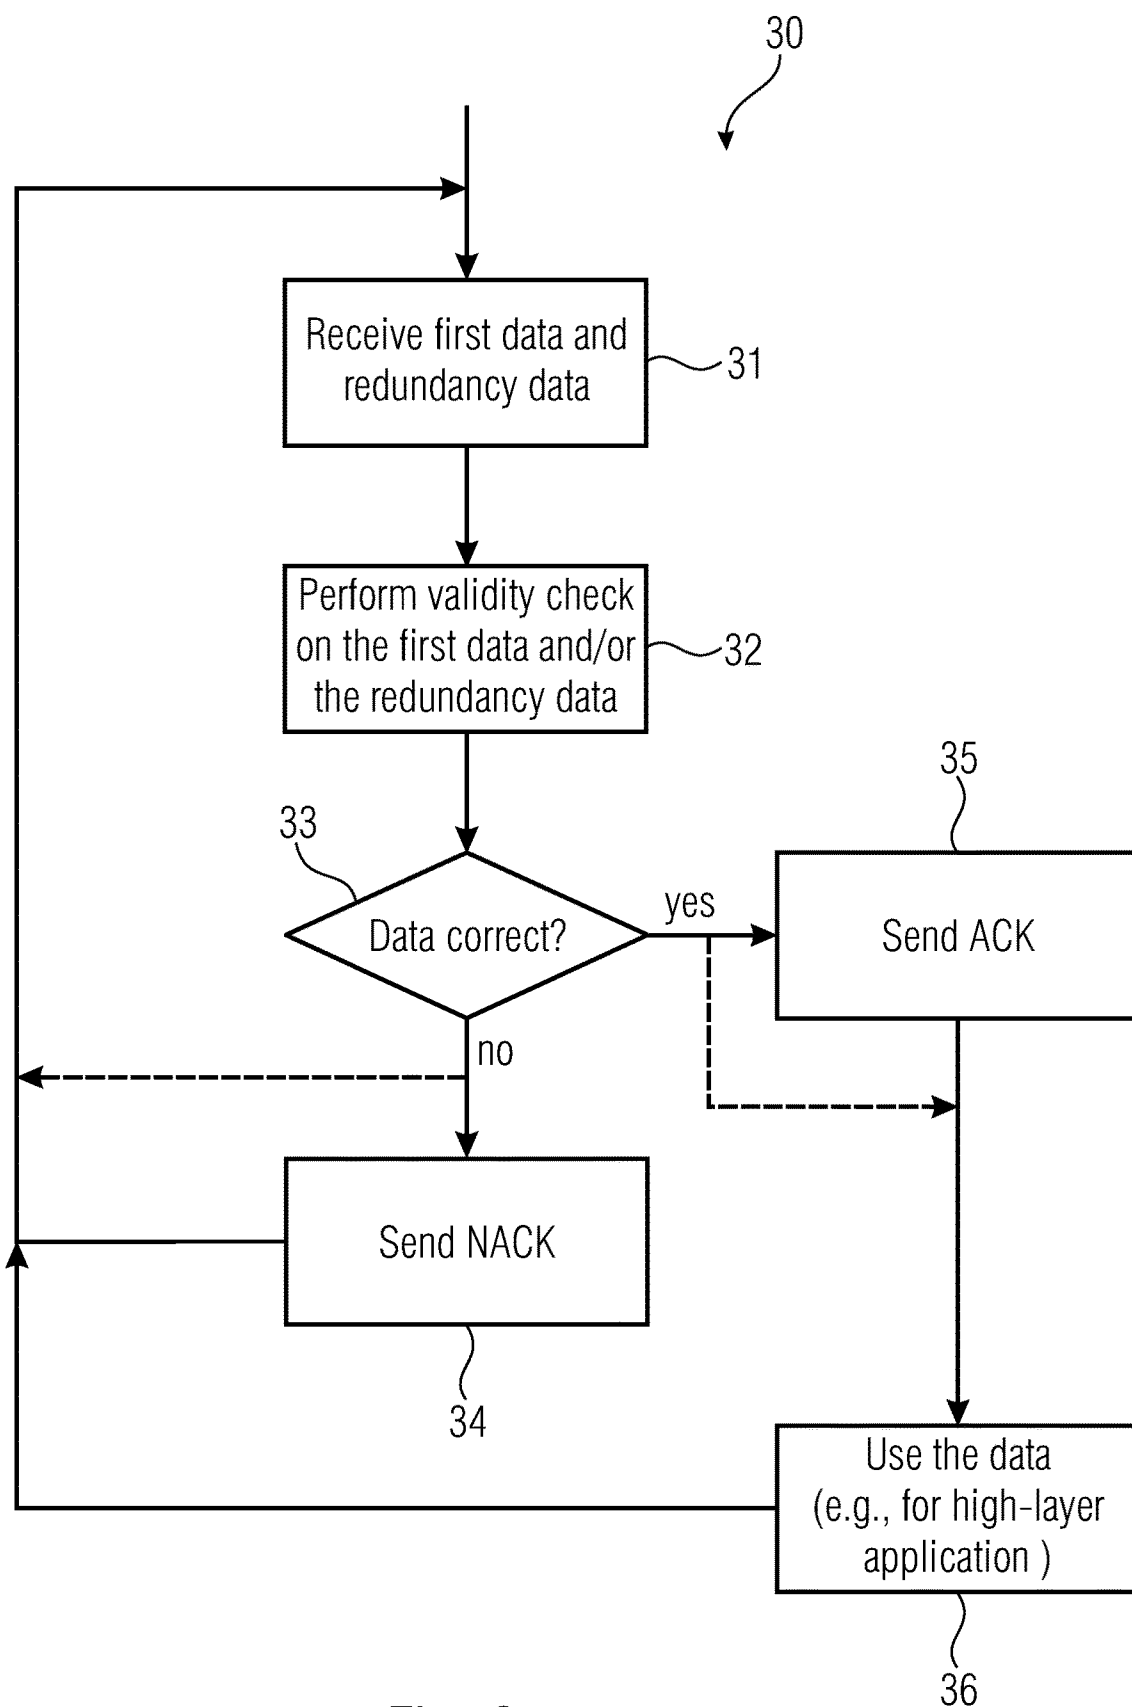 30
Receive first data and
redundancy data
31
Perform validity check
on the first data and/or
the redundancy data
32
33
Data correct?
yes
35
Send ACK
no
Send NACK
34
Use the data
(e.g., for high-layer
application )
36